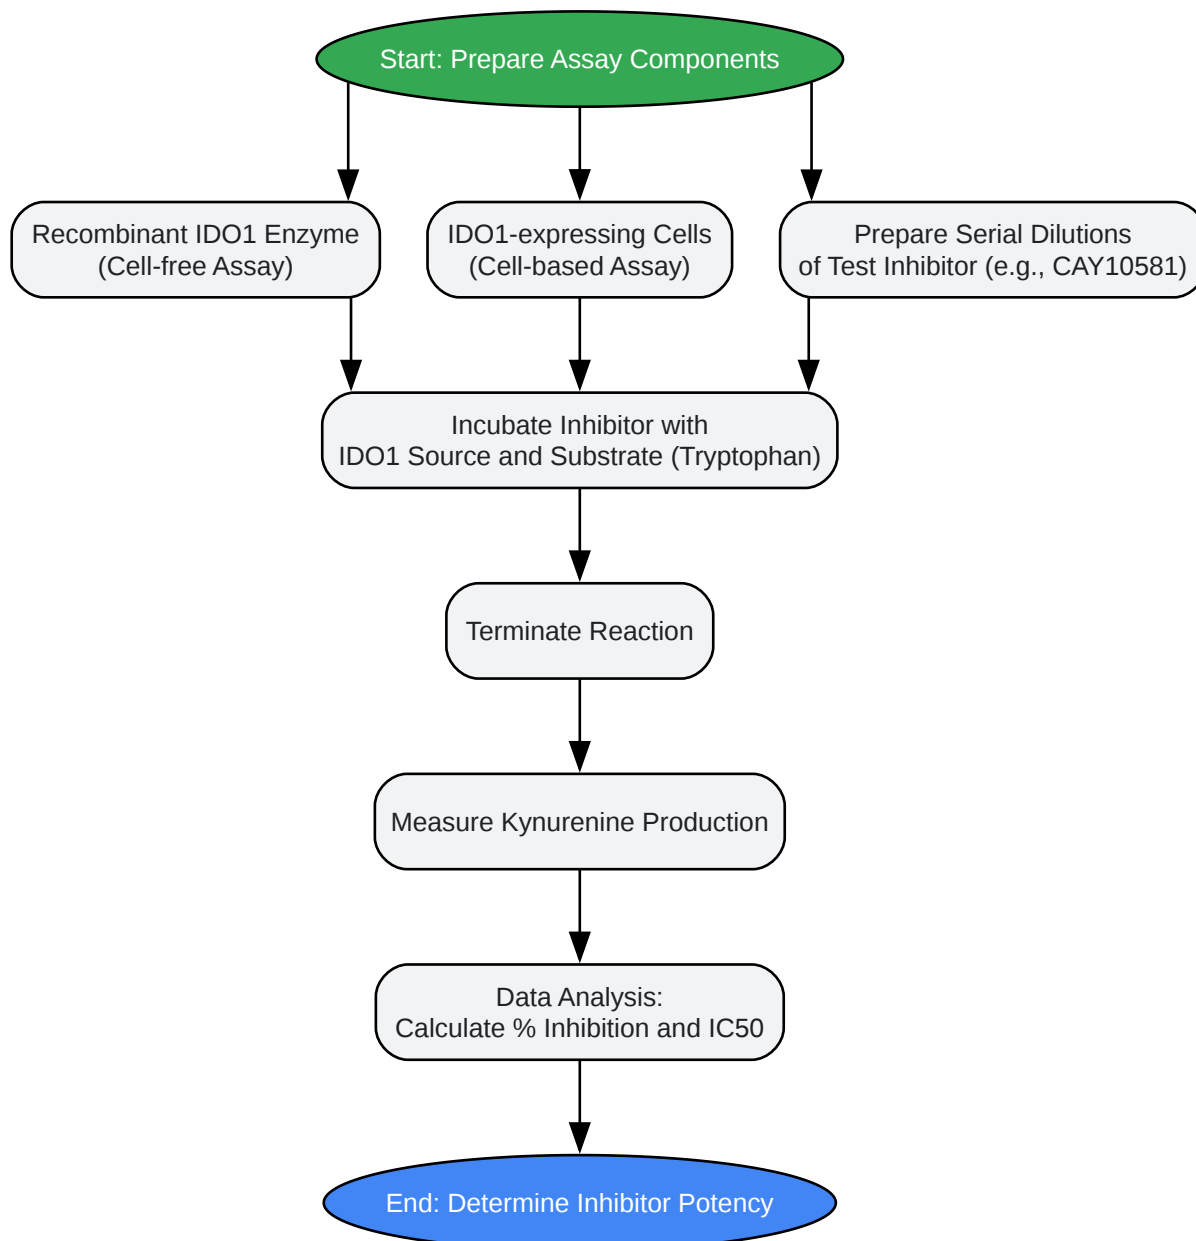 Start: Prepare Assay Components
Recombinant IDO1 Enzyme
(Cell-free Assay)
IDO1-expressing Cells
(Cell-based Assay)
Prepare Serial Dilutions
of Test Inhibitor (e.g., CAY10581)
Incubate Inhibitor with
IDO1 Source and Substrate (Tryptophan)
Terminate Reaction
Measure Kynurenine Production
Data Analysis:
Calculate % Inhibition and IC50
End: Determine Inhibitor Potency